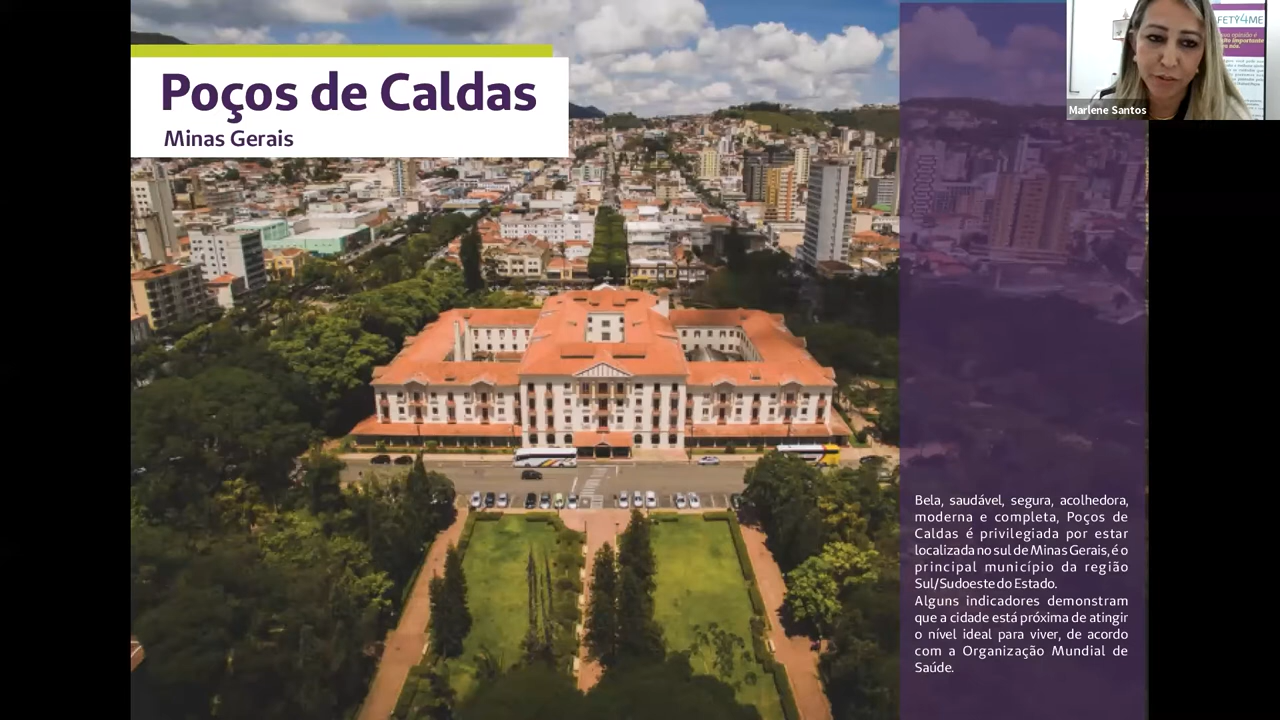 Poços de Caldas
Minas Gerais
FETY4ME
Marlene Santos
Bela, saudável, segura, acolhedora,
moderna e completa, Poços de
Caldas é privilegiada por estar
localizada no sul de Minas Gerais, é o
principal município da região
Sul/Sudoeste do Estado.
Alguns indicadores demonstram
que a cidade está próxima de atingir
o nível ideal para viver, de acordo
com a Organização Mundial de
Saúde.